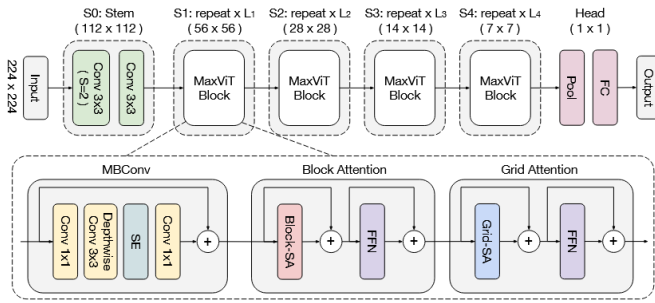 S0: Stem
(112 x 112)
S1: repeat x L₁
(56 x 56)
S2: repeat x L₂
(28 x 28)
S3: repeat x L₃
(14 x 14)
S4: repeat x L₄
(7 x 7)
Head
(1 x 1)
224 x 224
Input
Conv 3x3
(S=2)
Conv 3x3
MaxViT
Block
MaxViT
Block
MaxViT
Block
MaxViT
Block
Pool
FC
Output
MBConv
Block Attention
Grid Attention
Conv 1x1
Depthwise
Conv 3x3
SE
Conv 1x1
+
Block-SA
+
FFN
+
Grid-SA
+
FFN
+